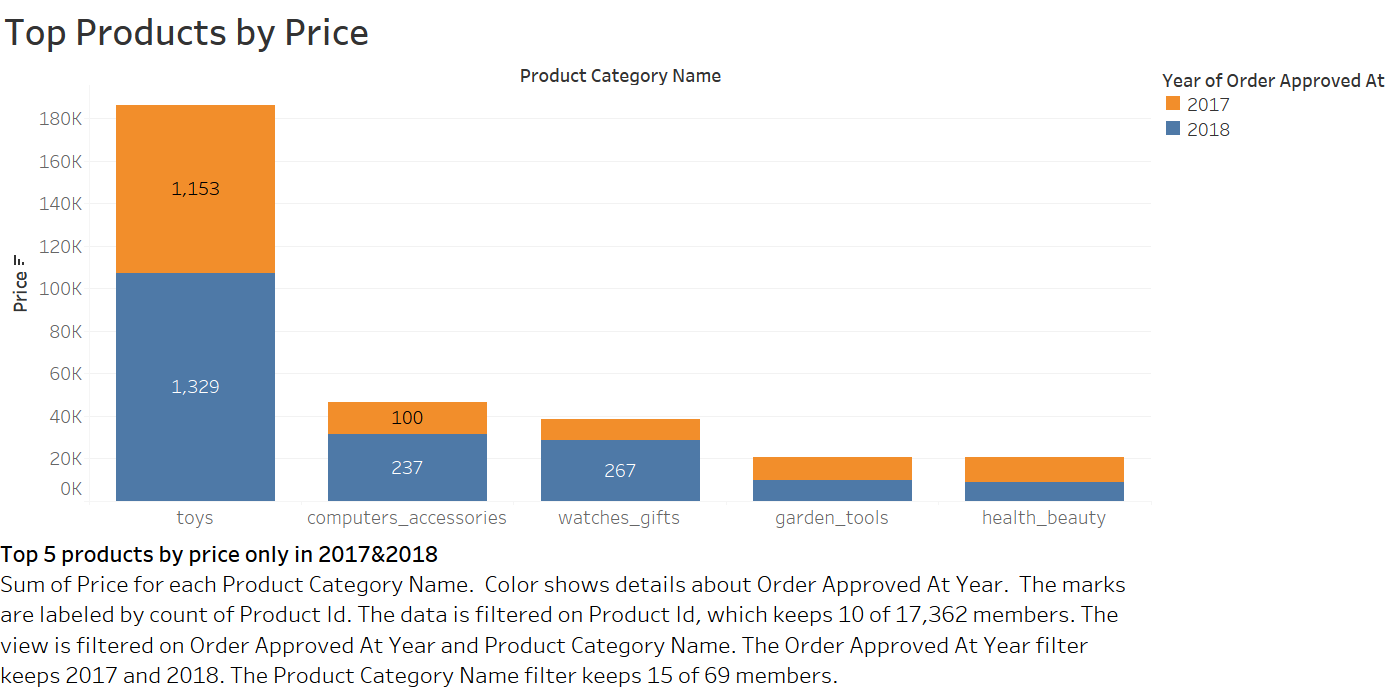 Top Products by Price
Product Category Name
Year of Order Approved At
2017
2018
Price
180K
160K
140K
120K
100K
80K
60K
40K
20K
0K
1,153
1,329
100
237
267
toys
computers_accessories
watches_gifts
garden_tools
health_beauty
Top 5 products by price only in 2017&2018
Sum of Price for each Product Category Name.  Color shows details about Order Approved At Year.  The marks
are labeled by count of Product Id. The data is filtered on Product Id, which keeps 10 of 17,362 members. The
view is filtered on Order Approved At Year and Product Category Name. The Order Approved At Year filter
keeps 2017 and 2018. The Product Category Name filter keeps 15 of 69 members.